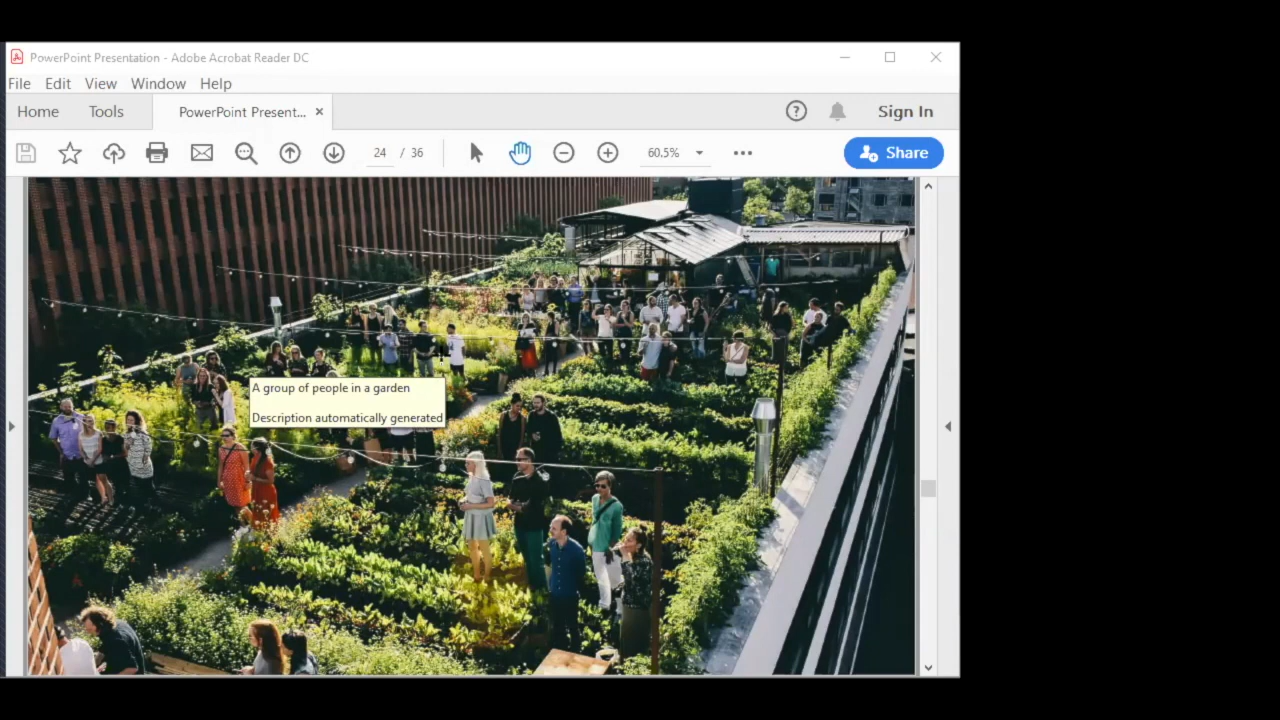 PowerPoint Presentation - Adobe Acrobat Reader DC
File Edit View Window Help
Home Tools PowerPoint Present... Sign In
24 / 36 60.5% Share
A group of people in a garden
Description automatically generated